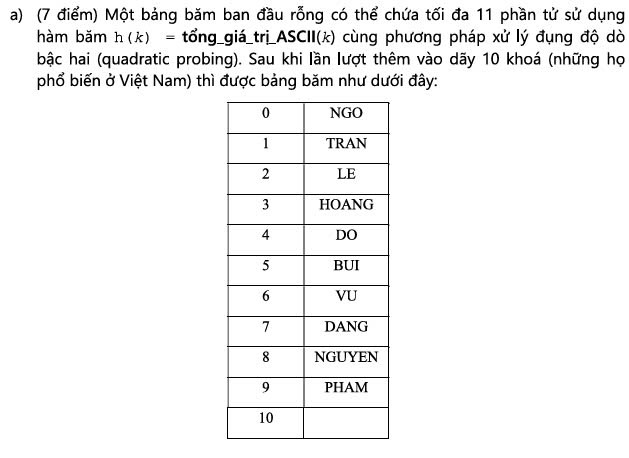 a) (7 điểm) Một bảng băm ban đầu rỗng có thể chứa tối đa 11 phần tử sử dụng
hàm băm h(k) = tổng_giá_trị_ASCII(k) cùng phương pháp xử lý đụng độ dò
bậc hai (quadratic probing). Sau khi lần lượt thêm vào dãy 10 khoá (những họ
phổ biến ở Việt Nam) thì được bảng băm như dưới đây:
0 NGO
1 TRAN
2 LE
3 HOANG
4 DO
5 BUI
6 VU
7 DANG
8 NGUYEN
9 PHAM
10